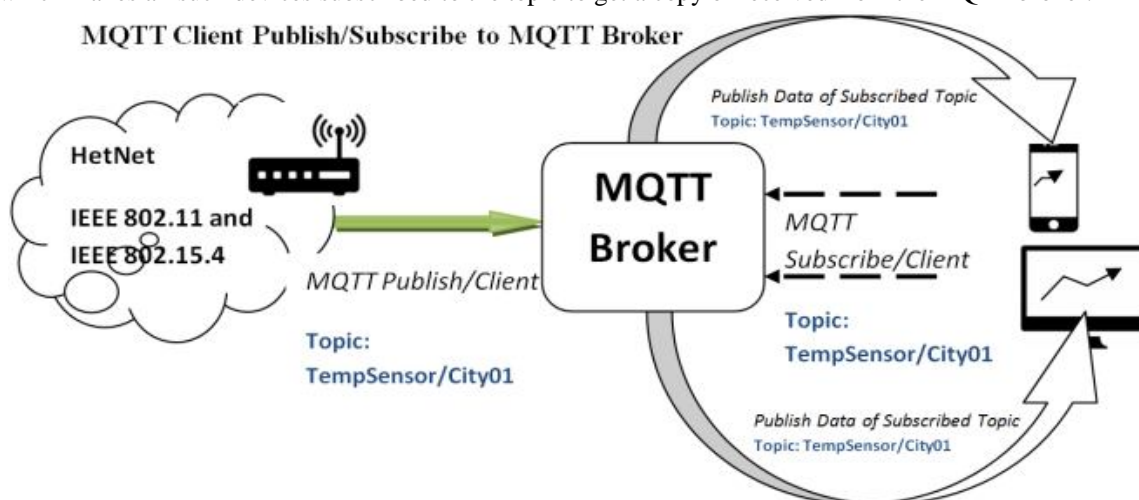 MQTT Client Publish/Subscribe to MQTT Broker
Publish Data of Subscribed Topic
Topic: TempSensor/City01
HetNet
IEEE 802.11 and
IEEE 802.15.4
MQTT
Broker
MQTT
Subscribe/Client
MQTT Publish/Client
Topic:
TempSensor/City01
Topic:
TempSensor/City01
Publish Data of Subscribed Topic
Topic: TempSensor/City01